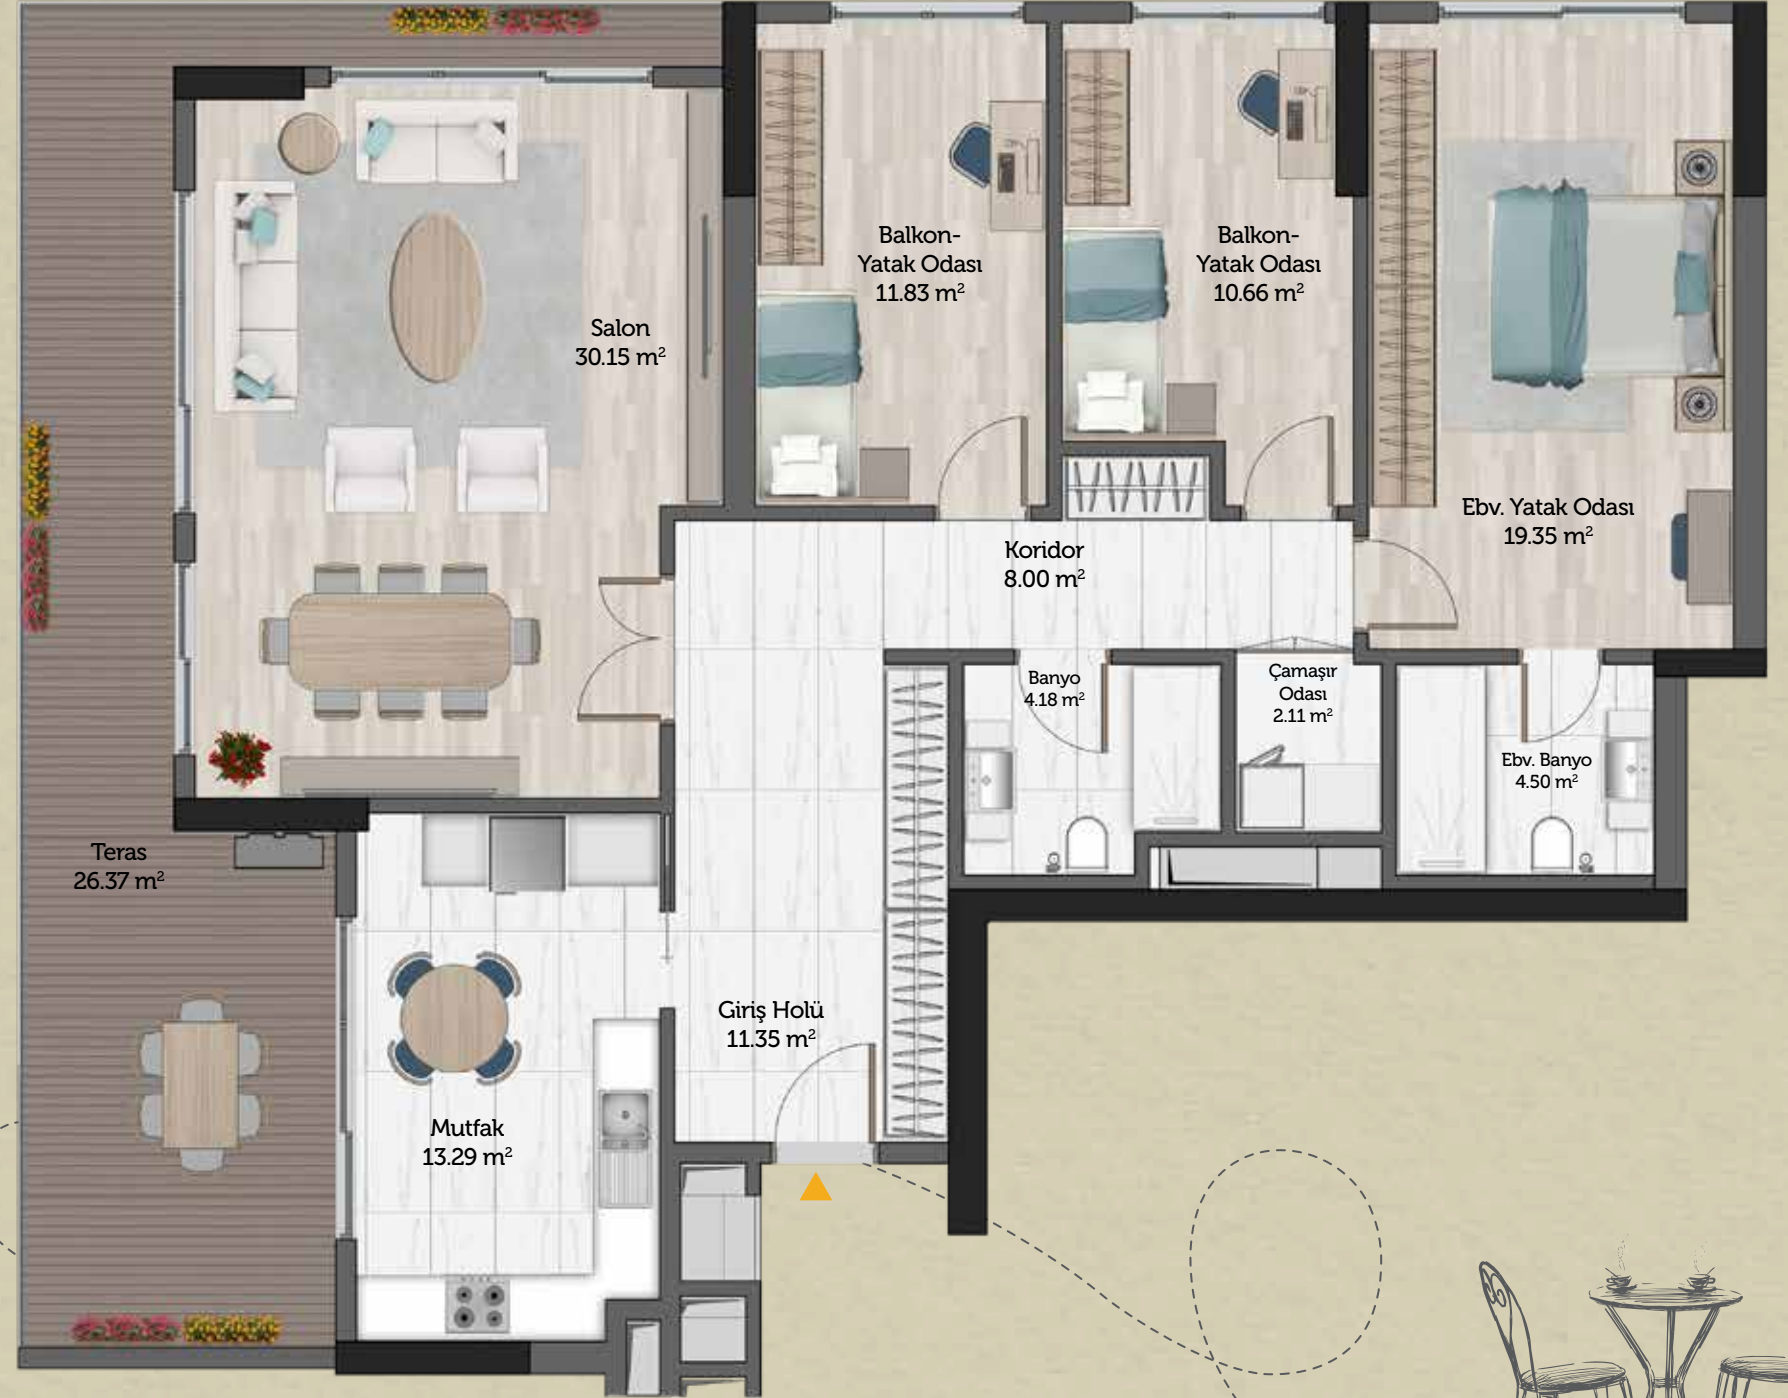 Balkon-
Yatak Odası
11.83 m²
Balkon-
Yatak Odası
10.66 m²
Salon
30.15 m²
Ebv. Yatak Odası
19.35 m²
Koridor
8.00 m²
Banyo
4.18 m²
Çamaşır
Odası
2.11 m²
Ebv. Banyo
4.50 m²
Teras
26.37 m²
Giriş Holü
11.35 m²
Mutfak
13.29 m²